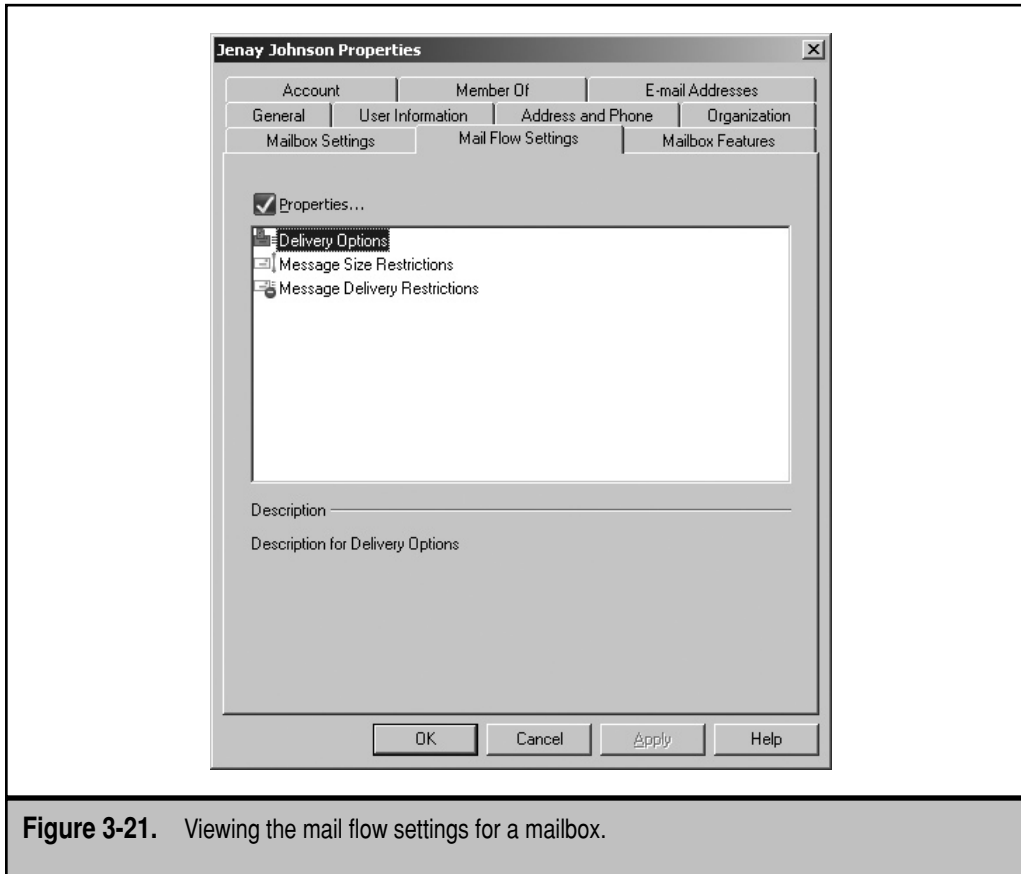 Jenay Johnson Properties
Account Member Of E-mail Addresses
General User Information Address and Phone Organization
Mailbox Settings Mail Flow Settings Mailbox Features
Properties...
Delivery Options
Message Size Restrictions
Message Delivery Restrictions
Description
Description for Delivery Options
OK Cancel Apply Help
Figure 3-21. Viewing the mail flow settings for a mailbox.